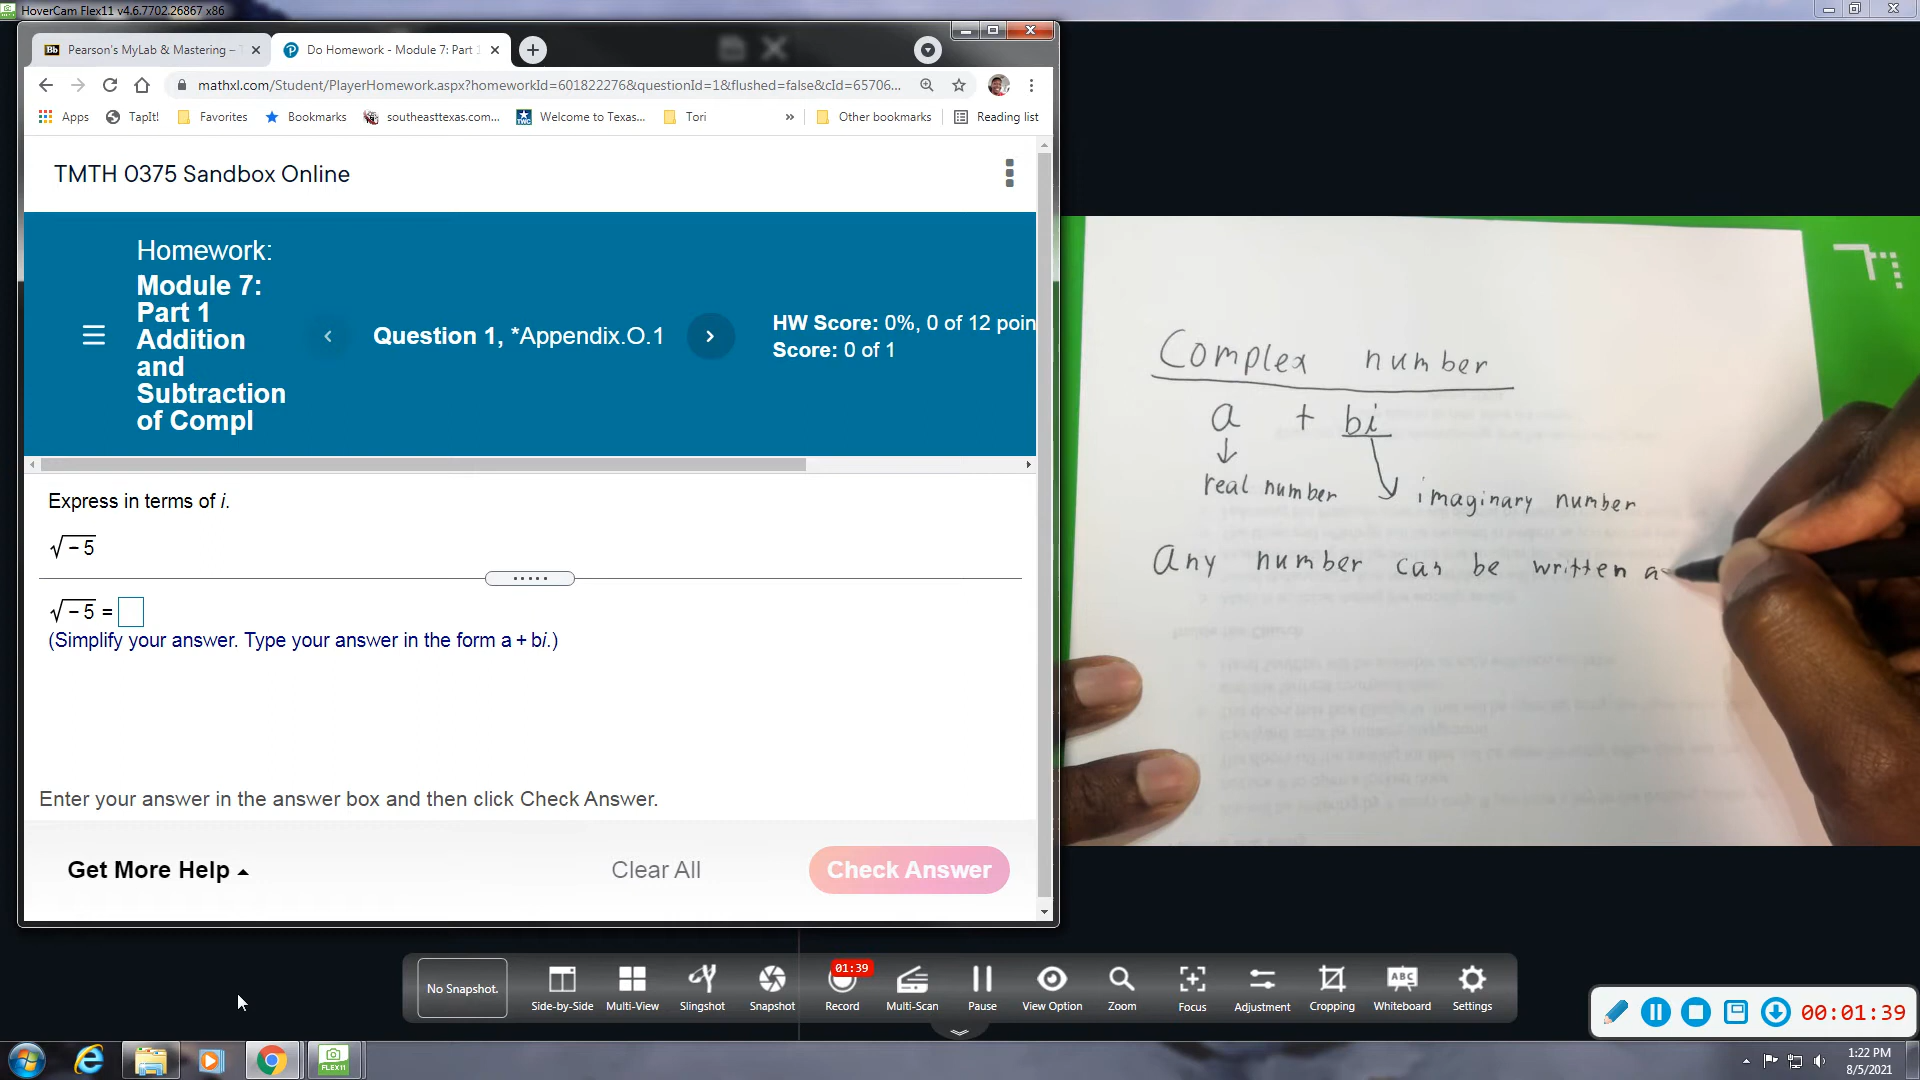 HoverCam Flex11 v4.6.7702.26867 x86
Pearson's MyLab & Mastering –
Do Homework - Module 7: Part 1
mathxl.com/Student/PlayerHomework.aspx?homeworkId=601822276&questionId=1&flushed=false&cId=65706...
Apps TapIt! Favorites Bookmarks southeasttexas.com... Welcome to Texas... Tori » Other bookmarks Reading list
TMTH 0375 Sandbox Online
Homework:
Module 7:
Part 1
Addition
and
Subtraction
of Compl
Question 1, *Appendix.O.1
HW Score: 0%, 0 of 12 poin
Score: 0 of 1
Express in terms of i.
√−5
√−5 =
(Simplify your answer. Type your answer in the form a + bi.)
Enter your answer in the answer box and then click Check Answer.
Get More Help
Clear All
Check Answer
Complex number
a + bi
real number
imaginary number
Any number can be written a
No Snapshot.
Side-by-Side
Multi-View
Slingshot
Snapshot
01:39
Record
Multi-Scan
Pause
View Option
Zoom
Focus
Adjustment
Cropping
ABC
Whiteboard
Settings
00:01:39
FLEX11
1:22 PM
8/5/2021